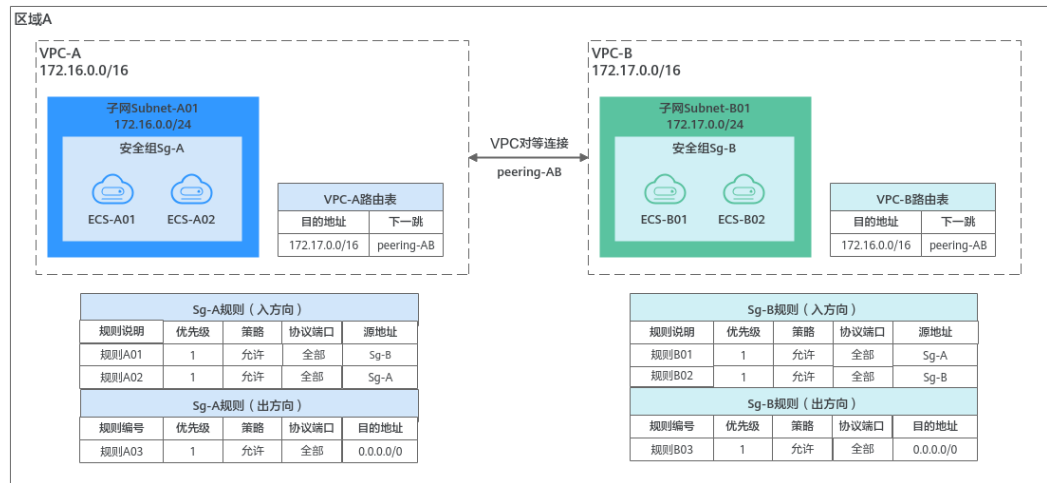 区域A
VPC-A
172.16.0.0/16
子网Subnet-A01
172.16.0.0/24
安全组Sg-A
ECS-A01 ECS-A02
VPC-A路由表
目的地址 下一跳
172.17.0.0/16 peering-AB
VPC对等连接
peering-AB
VPC-B
172.17.0.0/16
子网Subnet-B01
172.17.0.0/24
安全组Sg-B
ECS-B01 ECS-B02
VPC-B路由表
目的地址 下一跳
172.16.0.0/16 peering-AB
Sg-A规则（入方向）
规则说明 优先级 策略 协议端口 源地址
规则A01 1 允许 全部 Sg-B
规则A02 1 允许 全部 Sg-A
Sg-A规则（出方向）
规则编号 优先级 策略 协议端口 目的地址
规则A03 1 允许 全部 0.0.0.0/0
Sg-B规则（入方向）
规则说明 优先级 策略 协议端口 源地址
规则B01 1 允许 全部 Sg-A
规则B02 1 允许 全部 Sg-B
Sg-B规则（出方向）
规则编号 优先级 策略 协议端口 目的地址
规则B03 1 允许 全部 0.0.0.0/0